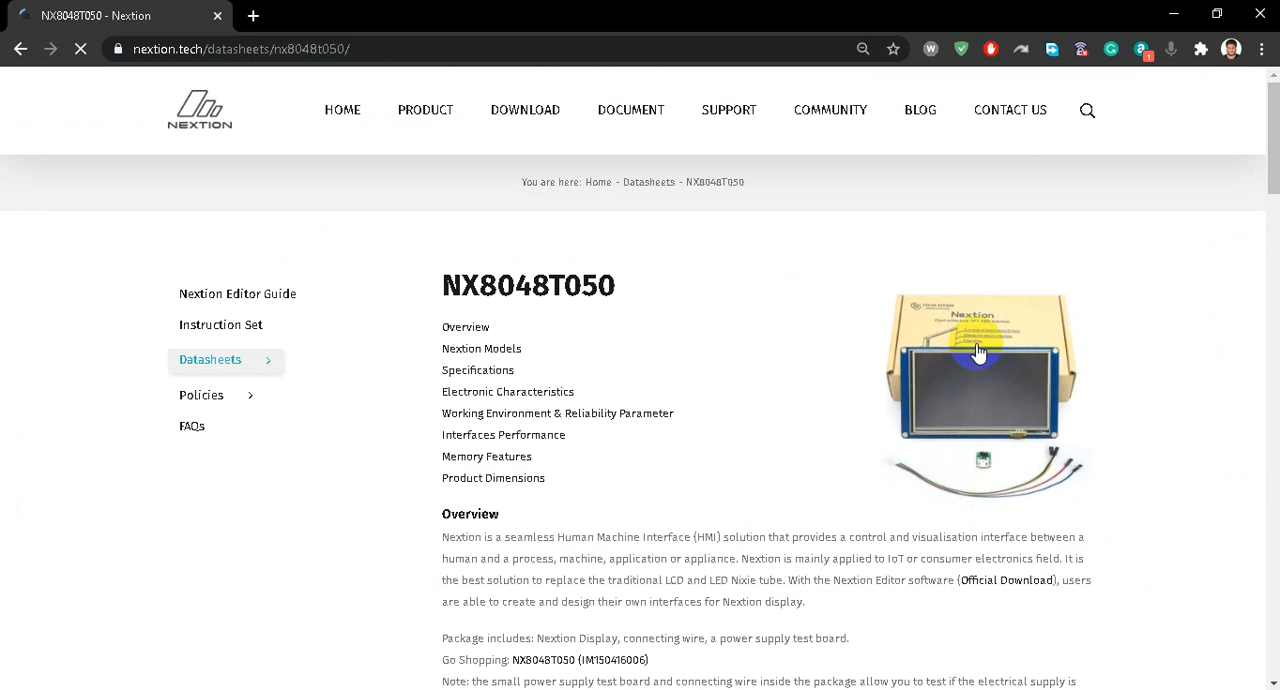 NX8048T050 - Nextion
nextion.tech/datasheets/nx8048t050/
1
NEXTION
HOME PRODUCT DOWNLOAD DOCUMENT SUPPORT COMMUNITY BLOG CONTACT US
You are here: Home - Datasheets - NX8048T050
Nextion Editor Guide
Instruction Set
Datasheets
Policies
FAQs
NX8048T050
Overview
Nextion Models
Specifications
Electronic Characteristics
Working Environment & Reliability Parameter
Interfaces Performance
Memory Features
Product Dimensions
Nextion
Overview
Nextion is a seamless Human Machine Interface (HMI) solution that provides a control and visualisation interface between a
human and a process, machine, application or appliance. Nextion is mainly applied to IoT or consumer electronics field. It is
the best solution to replace the traditional LCD and LED Nixie tube. With the Nextion Editor software (Official Download), users
are able to create and design their own interfaces for Nextion display.
Package includes: Nextion Display, connecting wire, a power supply test board.
Go Shopping: NX8048T050 (IM150416006)
Note: the small power supply test board and connecting wire inside the package allow you to test if the electrical supply is